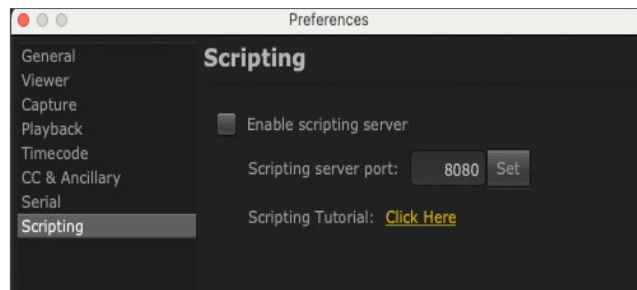 Preferences
General
Viewer
Capture
Playback
Timecode
CC & Ancillary
Serial
Scripting
Scripting
Enable scripting server
Scripting server port: 8080 Set
Scripting Tutorial: Click Here